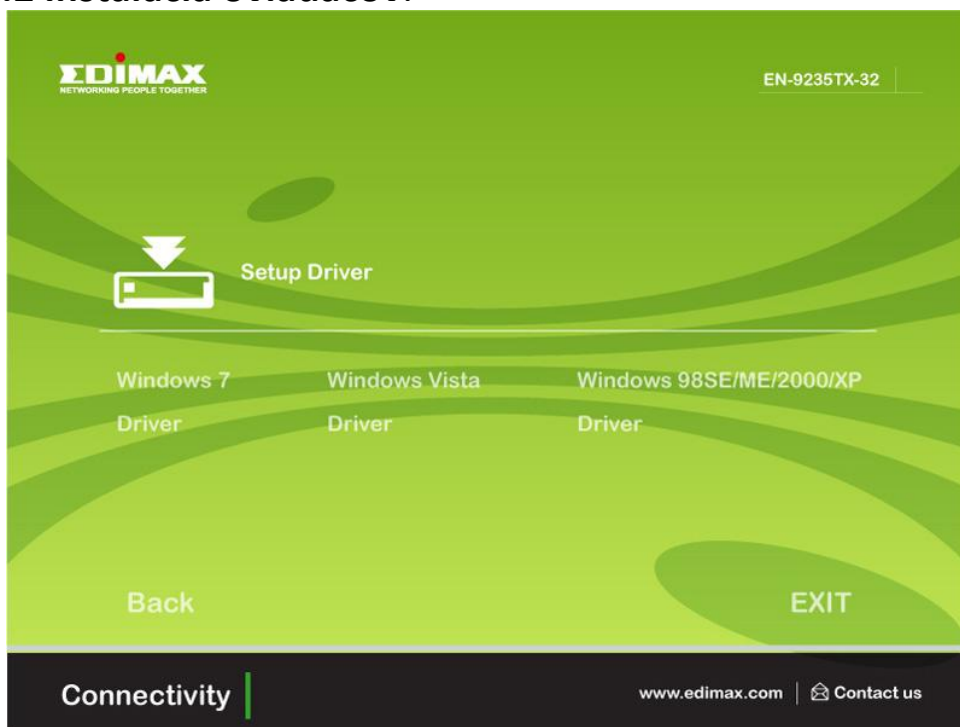 EDIMAX
NETWORKING PEOPLE TOGETHER
EN-9235TX-32
Setup Driver
Windows 7 Driver
Windows Vista Driver
Windows 98SE/ME/2000/XP Driver
Back
EXIT
Connectivity
www.edimax.com
Contact us